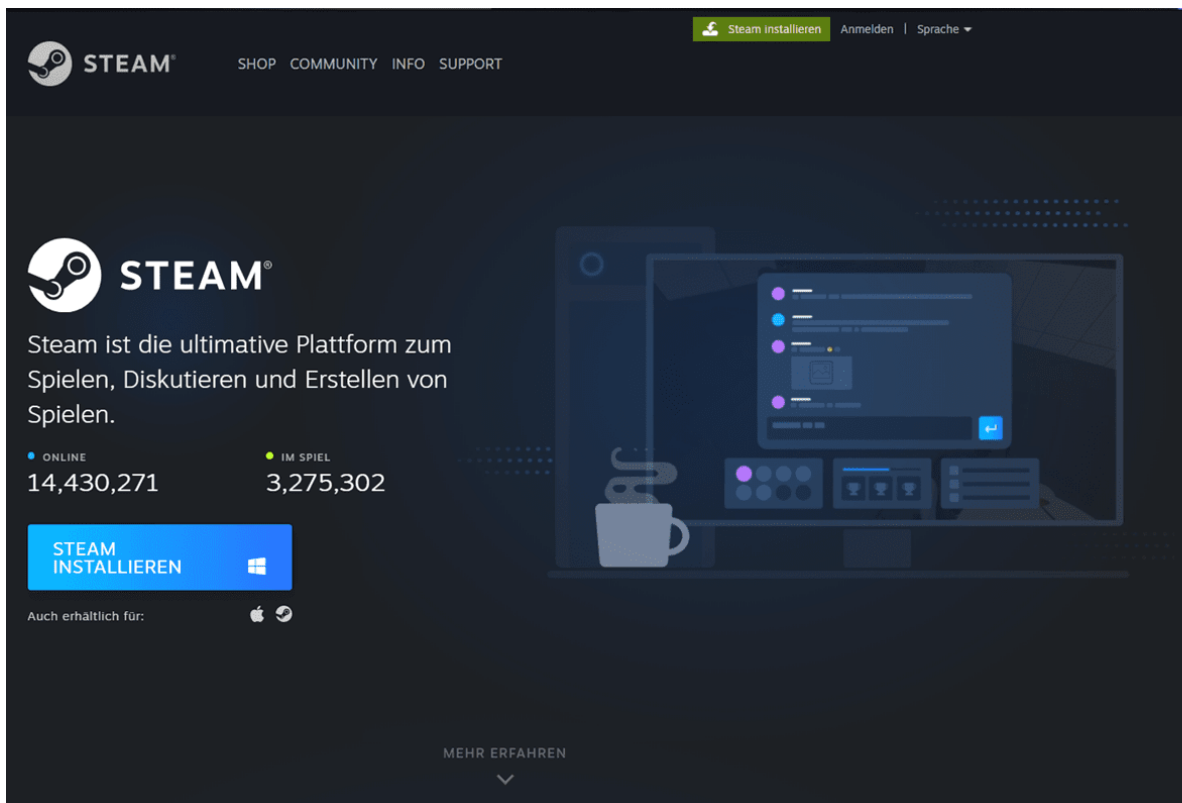 Steam installieren Anmelden | Sprache
STEAM®
SHOP COMMUNITY INFO SUPPORT
STEAM®
Steam ist die ultimative Plattform zum
Spielen, Diskutieren und Erstellen von
Spielen.
ONLINE IM SPIEL
14,430,271 3,275,302
STEAM
INSTALLIEREN
Auch erhältlich für:
MEHR ERFAHREN